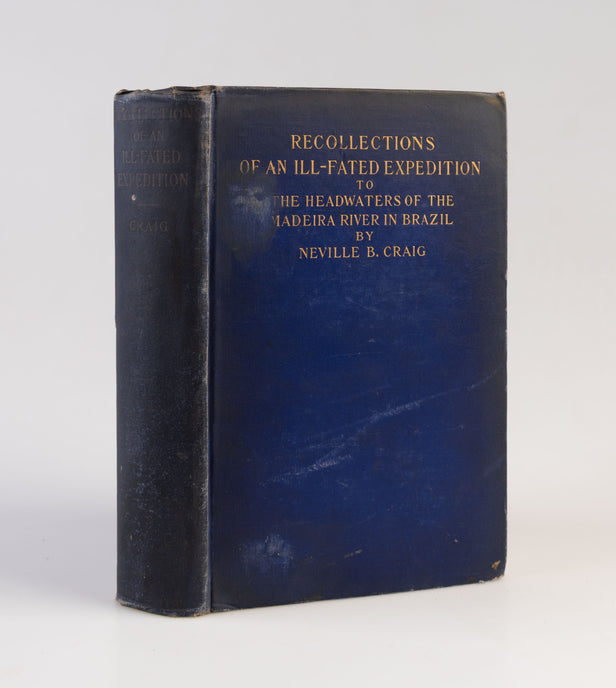 RECOLLECTIONS
OF AN
ILL-FATED
EXPEDITION
CRAIG
RECOLLECTIONS
OF AN ILL-FATED EXPEDITION
TO
THE HEADWATERS OF THE
MADEIRA RIVER IN BRAZIL
BY
NEVILLE B. CRAIG